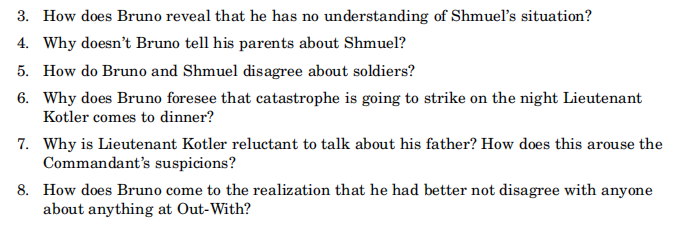 3. How does Bruno reveal that he has no understanding of Shmuel's situation?
4. Why doesn't Bruno tell his parents about Shmuel?
5. How do Bruno and Shmuel disagree about soldiers?
6. Why does Bruno foresee that catastrophe is going to strike on the night Lieutenant
Kotler comes to dinner?
7. Why is Lieutenant Kotler reluctant to talk about his father? How does this arouse the
Commandant's suspicions?
8. How does Bruno come to the realization that he had better not disagree with anyone
about anything at Out-With?